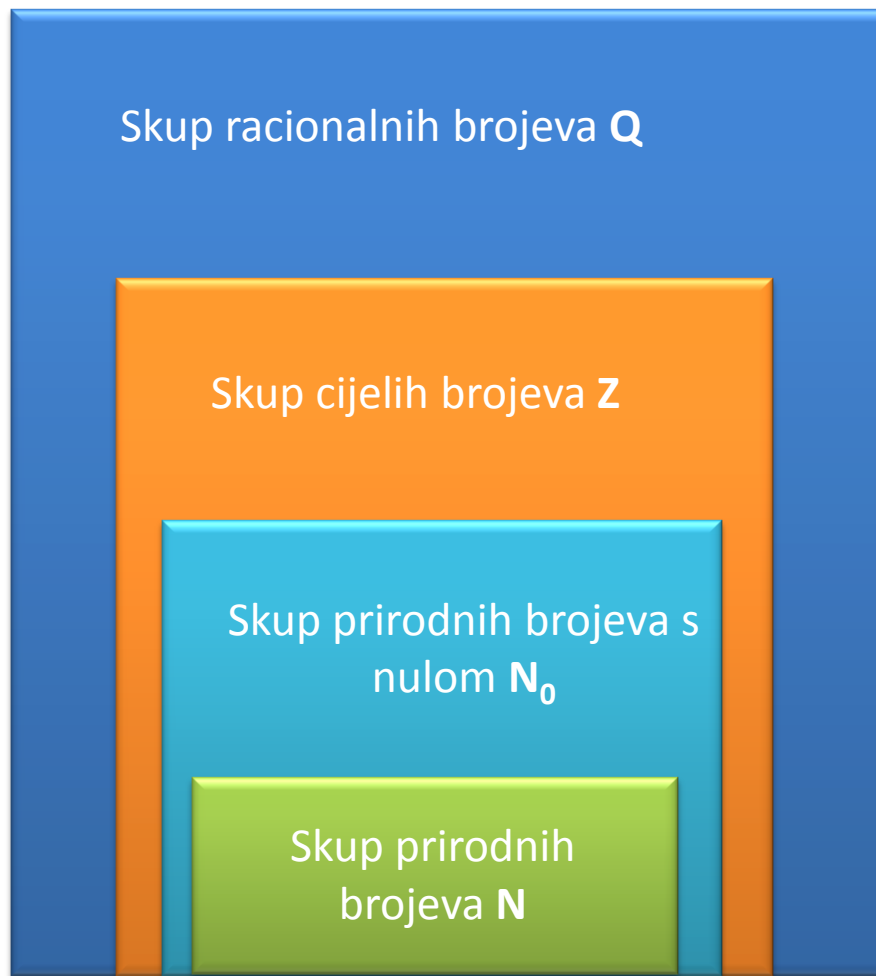 Skup racionalnih brojeva Q
Skup cijelih brojeva Z
Skup prirodnih brojeva s
nulom N₀
Skup prirodnih
brojeva N